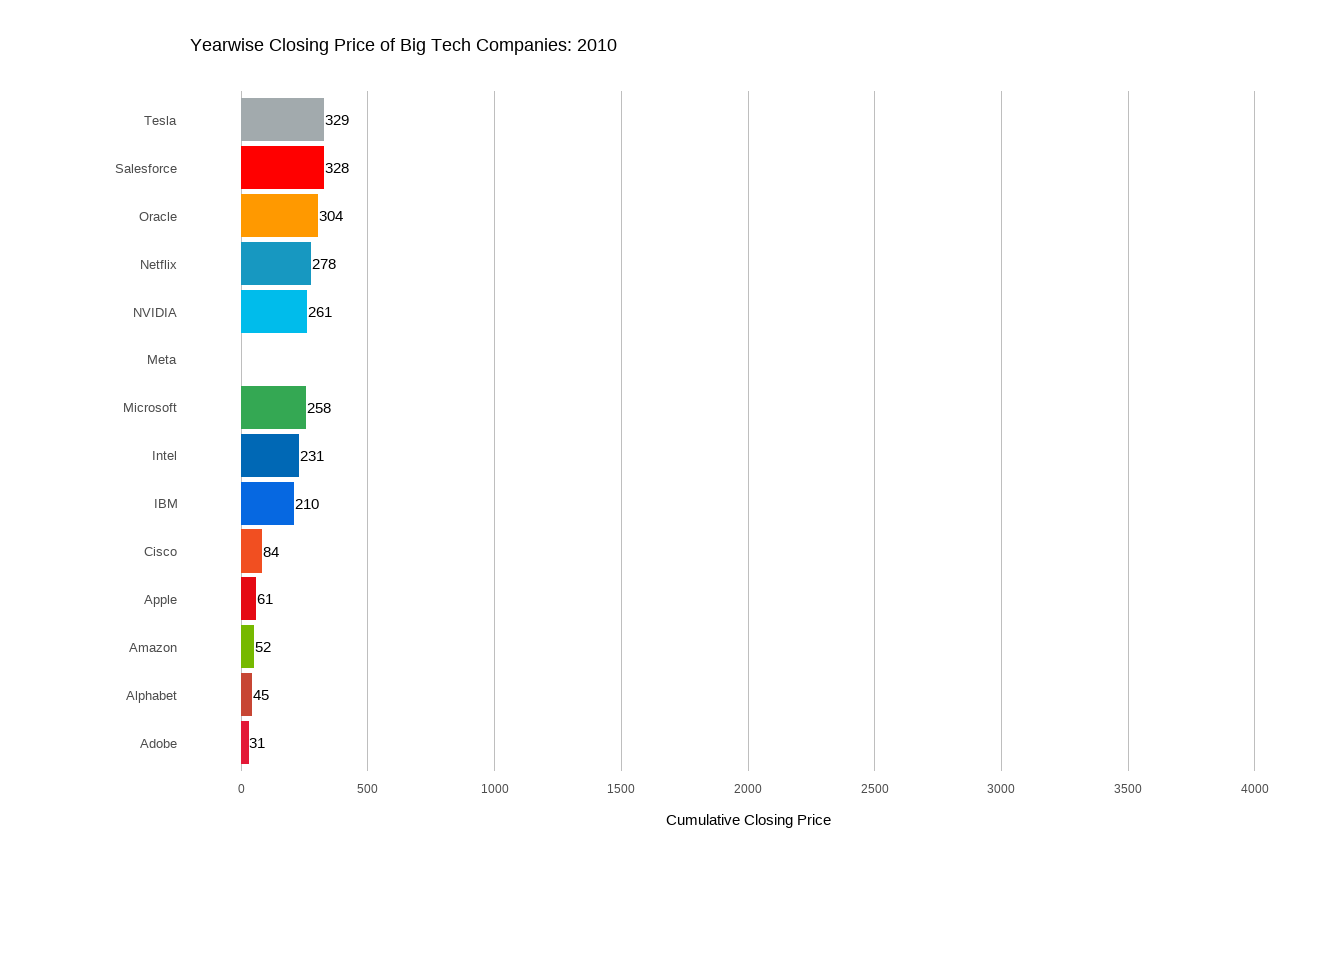 Yearwise Closing Price of Big Tech Companies: 2010
Tesla 329
Salesforce 328
Oracle 304
Netflix 278
NVIDIA 261
Meta
Microsoft 258
Intel 231
IBM 210
Cisco 84
Apple 61
Amazon 52
Alphabet 45
Adobe 31
0 500 1000 1500 2000 2500 3000 3500 4000
Cumulative Closing Price